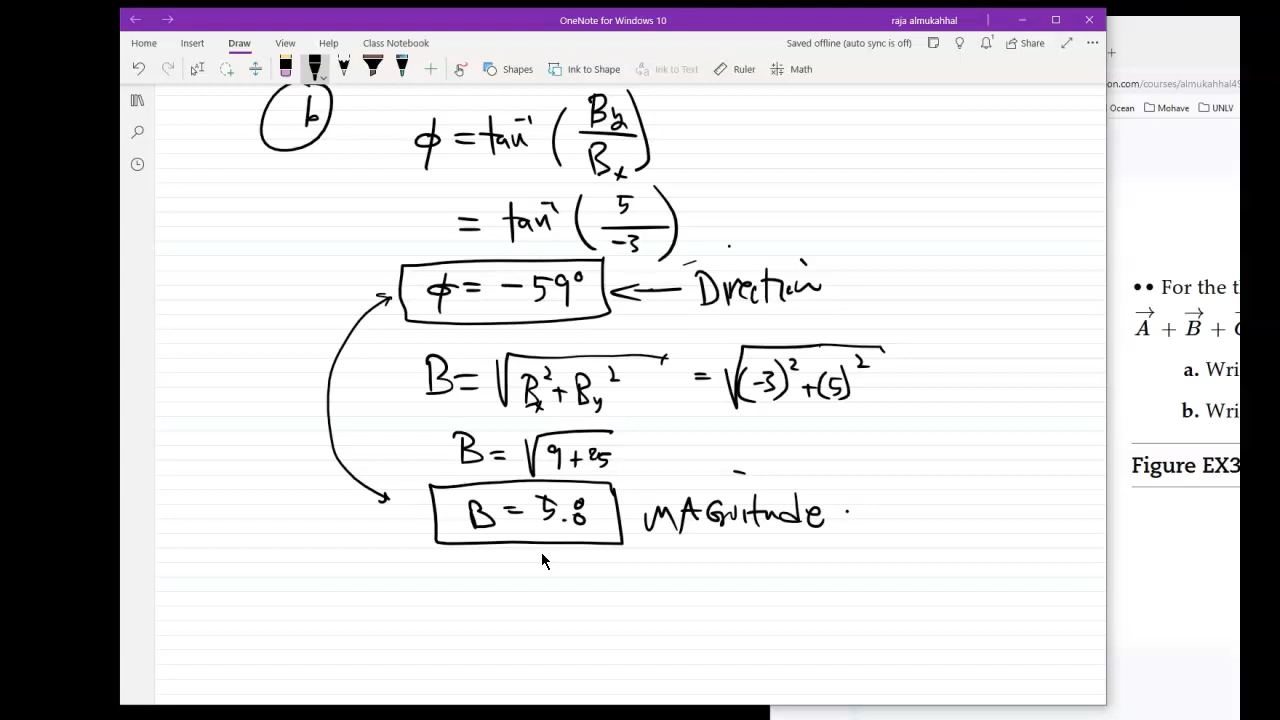 OneNote for Windows 10
raja almukahhal
Home Insert Draw View Help Class Notebook
Saved offline (auto sync is off)
Share
Shapes
Ink to Shape
Ink to Text
Ruler
Math
on.com/courses/almukahhal45
Ocean Mohave UNLV
b
ϕ = tan⁻¹ (By/Bx)
= tan⁻¹ (5/-3)
ϕ = -59° ← Direction
B = √(Bx² + By²) = √((-3)² + (5)²)
B = √(9 + 25)
B = 5.8 MAGnitude.
•• For the t
A⃗ + B⃗ +
a. Wri
b. Wri
Figure EX3